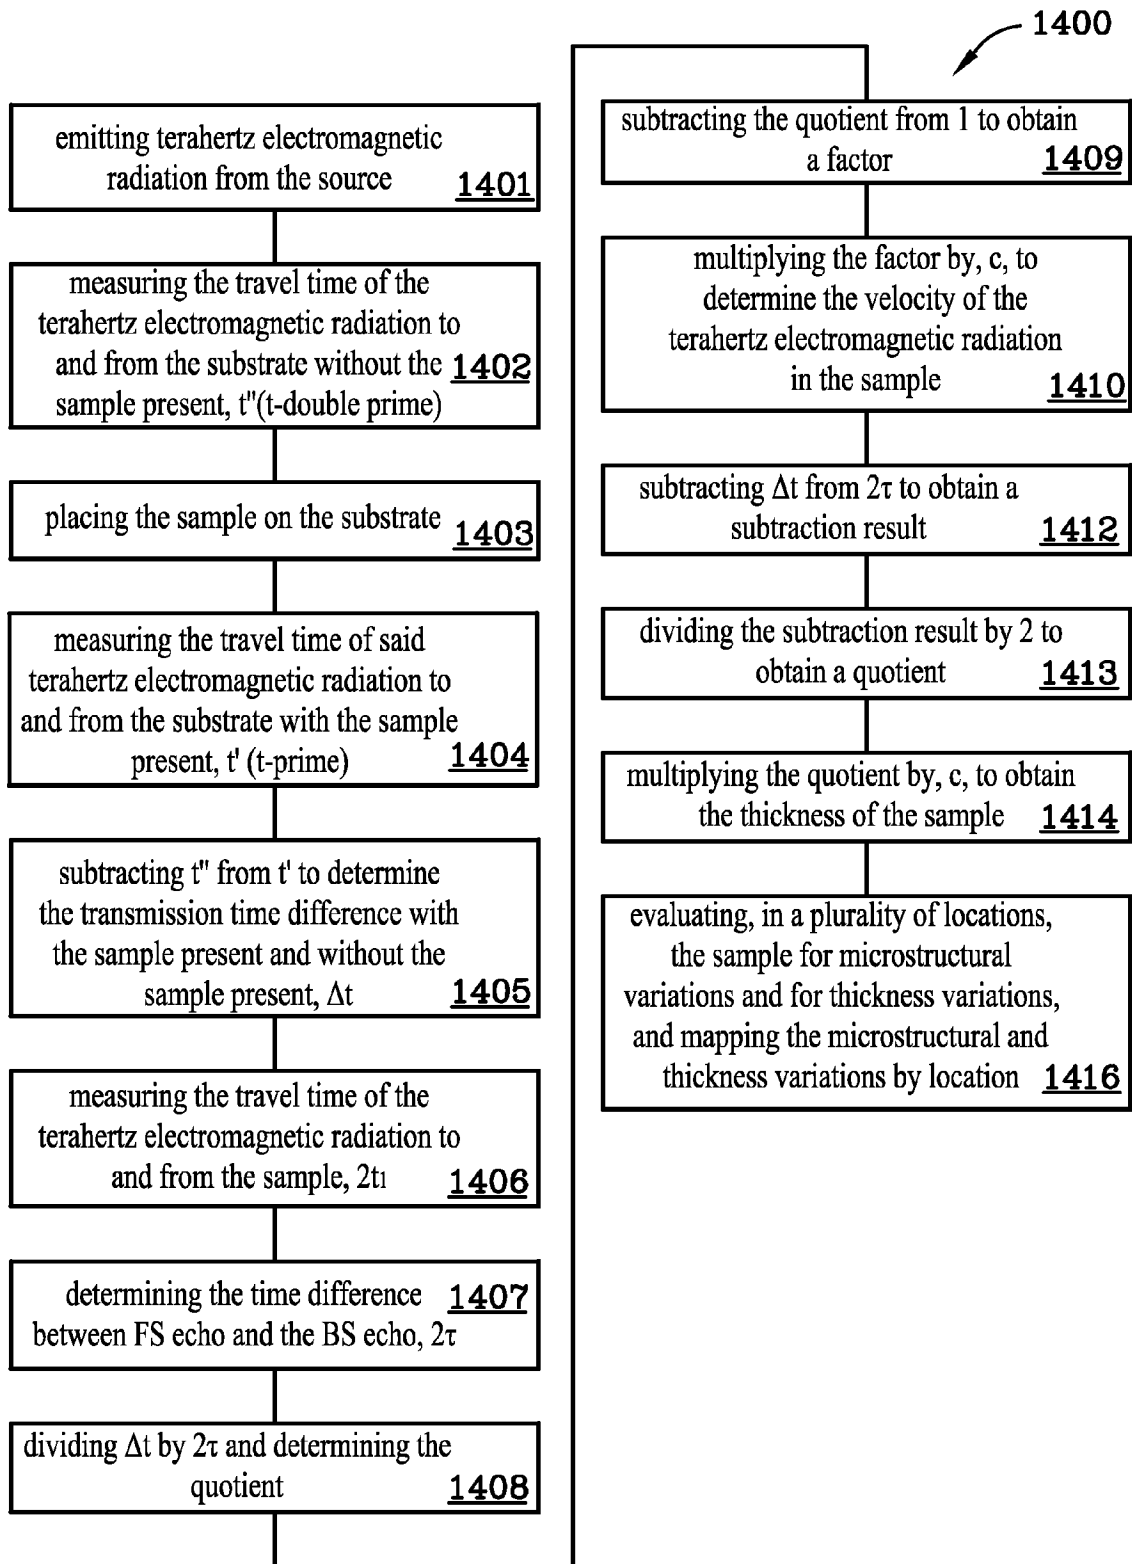 1400
emitting terahertz electromagnetic
radiation from the source 1401
measuring the travel time of the
terahertz electromagnetic radiation to
and from the substrate without the 1402
sample present, t"(t-double prime)
placing the sample on the substrate 1403
measuring the travel time of said
terahertz electromagnetic radiation to
and from the substrate with the sample
present, t' (t-prime) 1404
subtracting t" from t' to determine
the transmission time difference with
the sample present and without the
sample present, Δt 1405
measuring the travel time of the
terahertz electromagnetic radiation to
and from the sample, 2t₁ 1406
determining the time difference 1407
between FS echo and the BS echo, 2τ
dividing Δt by 2τ and determining the
quotient 1408
subtracting the quotient from 1 to obtain
a factor 1409
multiplying the factor by, c, to
determine the velocity of the
terahertz electromagnetic radiation
in the sample 1410
subtracting Δt from 2τ to obtain a
subtraction result 1412
dividing the subtraction result by 2 to
obtain a quotient 1413
multiplying the quotient by, c, to obtain
the thickness of the sample 1414
evaluating, in a plurality of locations,
the sample for microstructural
variations and for thickness variations,
and mapping the microstructural and
thickness variations by location 1416